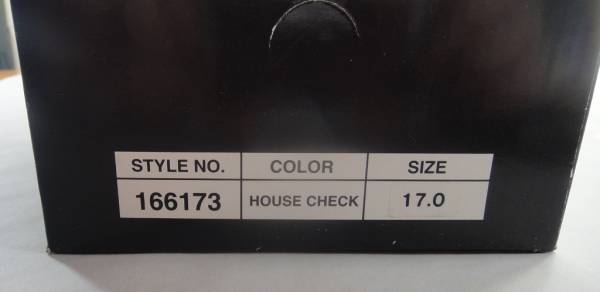 STYLE NO. COLOR SIZE
166173 HOUSE CHECK 17.0